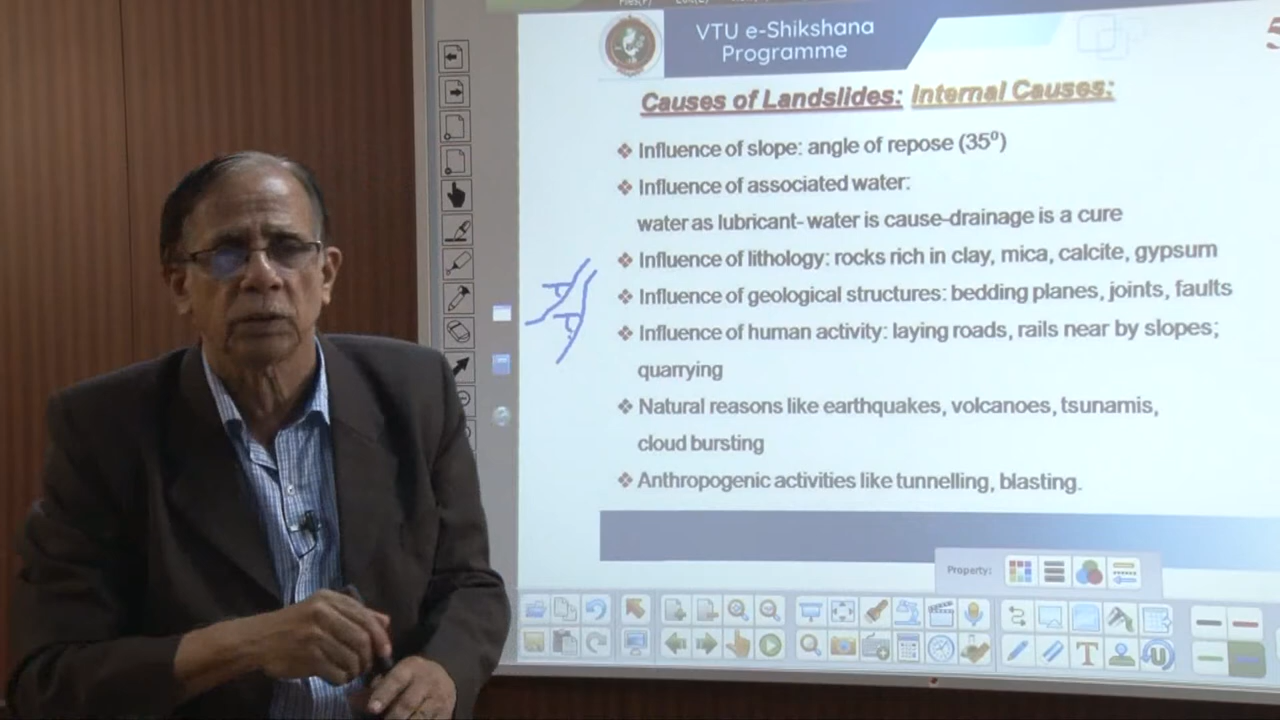 VTU e-Shikshana
Programme
5
Causes of Landslides: Internal Causes:
❖ Influence of slope: angle of repose (35⁰)
❖ Influence of associated water:
water as lubricant- water is cause-drainage is a cure
❖ Influence of lithology: rocks rich in clay, mica, calcite, gypsum
❖ Influence of geological structures: bedding planes, joints, faults
❖ Influence of human activity: laying roads, rails near by slopes;
quarrying
❖ Natural reasons like earthquakes, volcanoes, tsunamis,
cloud bursting
❖ Anthropogenic activities like tunnelling, blasting.
Property: